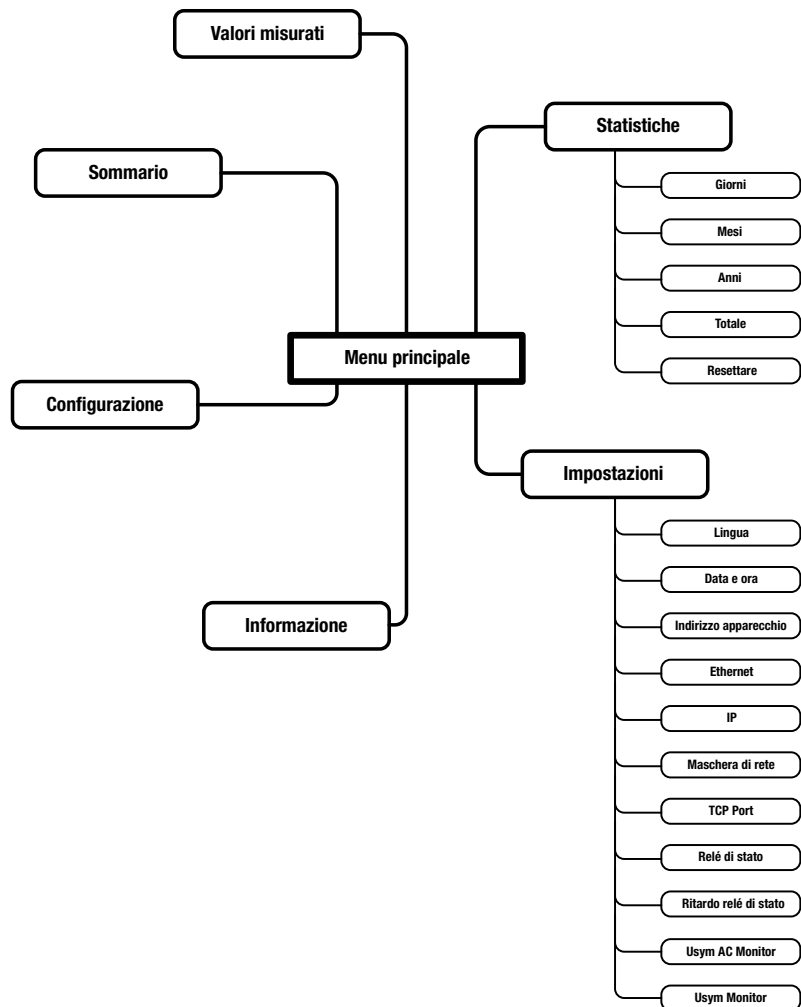 Valori misurati
Statistiche
Sommario
Giorni
Mesi
Anni
Totale
Menu principale
Resettare
Configurazione
Impostazioni
Lingua
Data e ora
Indirizzo apparecchio
Informazione
Ethernet
IP
Maschera di rete
TCP Port
Relé di stato
Ritardo relé di stato
Usym AC Monitor
Usym Monitor